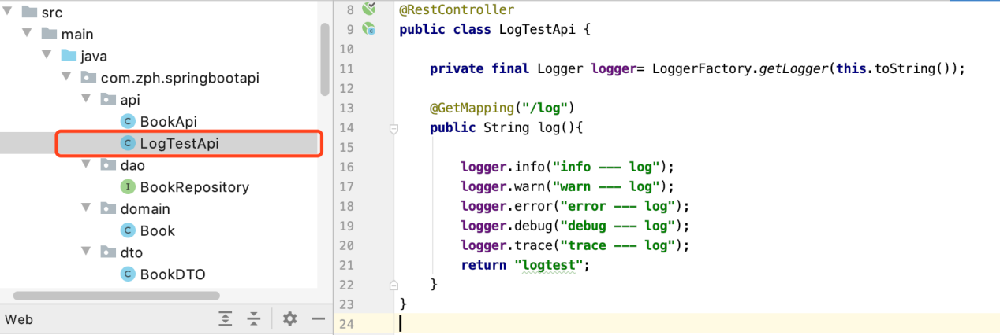 src
main
java
com.zph.springbootapi
api
C BookApi
C LogTestApi
dao
I BookRepository
domain
C Book
dto
C BookDTO
Web
8 @RestController
9 public class LogTestApi {
10
11 private final Logger logger= LoggerFactory.getLogger(this.toString());
12
13 @GetMapping("/log")
14 public String log(){
15
16 logger.info("info --- log");
17 logger.warn("warn --- log");
18 logger.error("error --- log");
19 logger.debug("debug --- log");
20 logger.trace("trace --- log");
21 return "logtest";
22 }
23 }
24